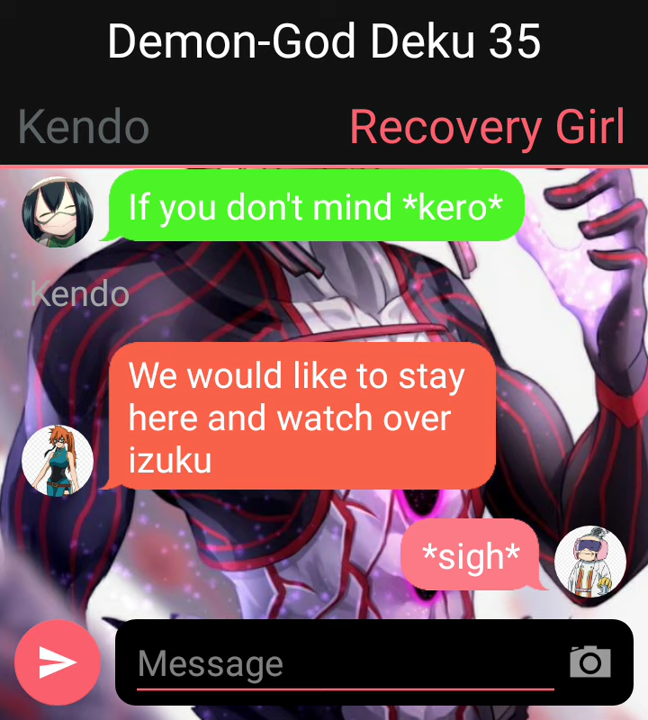 Demon-God Deku 35
Kendo Recovery Girl
If you don't mind *kero*
Kendo
We would like to stay
here and watch over
izuku
*sigh*
Message